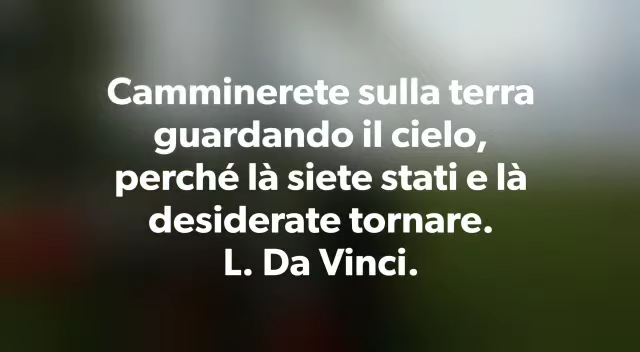 Camminerete sulla terra
guardando il cielo,
perché là siete stati e là
desiderate tornare.
L. Da Vinci.